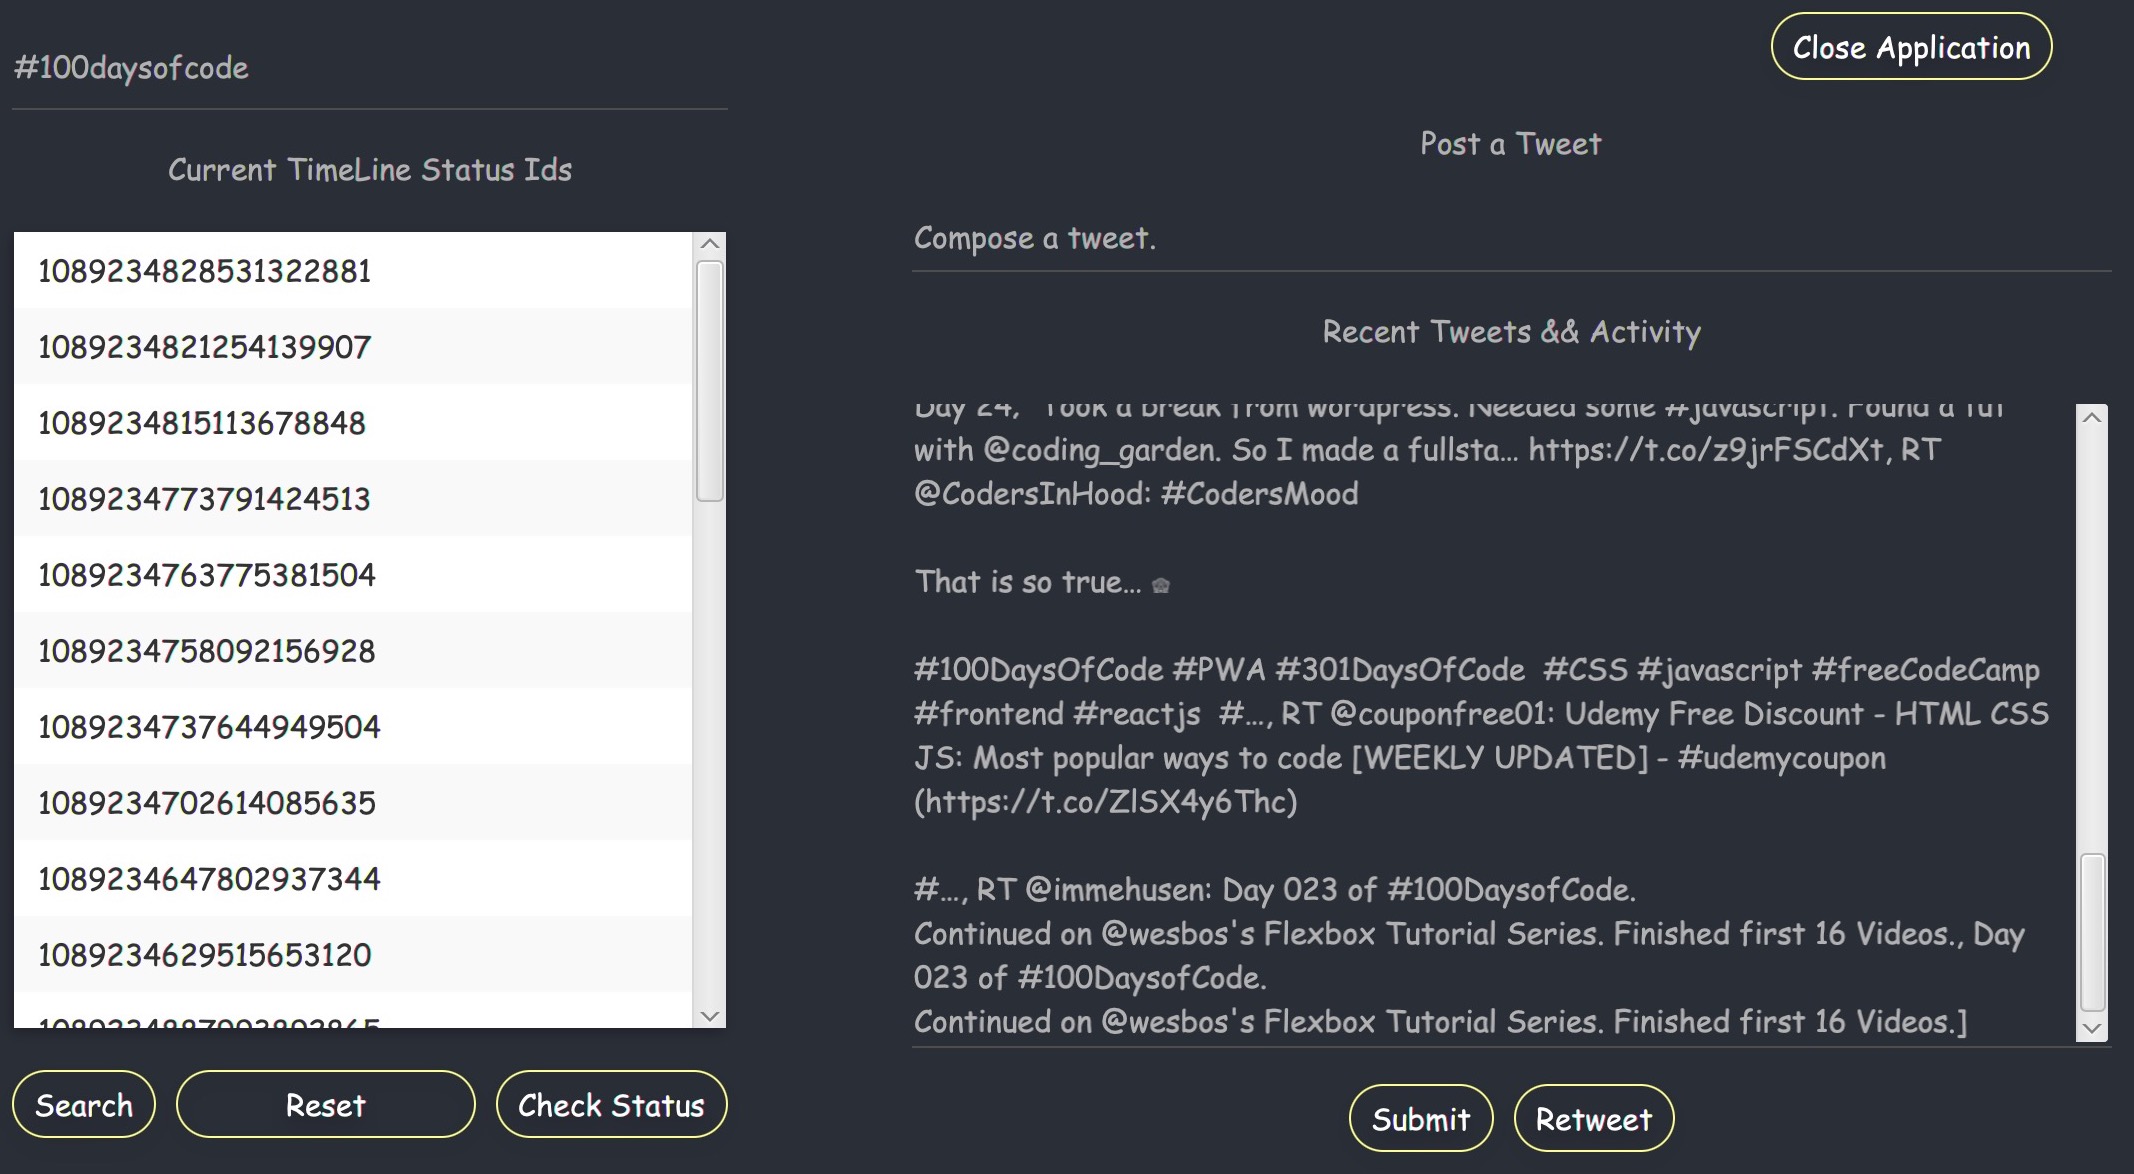 #100daysofcode
Current TimeLine Status Ids
1089234828531322881
1089234821254139907
1089234815113678848
1089234773791424513
1089234763775381504
1089234758092156928
1089234737644949504
1089234702614085635
1089234647802937344
1089234629515653120
Search
Reset
Check Status
Close Application
Post a Tweet
Compose a tweet.
Recent Tweets && Activity
Day 24, Took a break from wordpress. Needed some #javascript. Found a Tut
with @coding_garden. So I made a fullsta... https://t.co/z9jrFSCdXt, RT
@CodersInHood: #CodersMood
That is so true...
#100DaysOfCode #PWA #301DaysOfCode  #CSS #javascript #freeCodeCamp
#frontend #reactjs  #..., RT @couponfree01: Udemy Free Discount - HTML CSS
JS: Most popular ways to code [WEEKLY UPDATED] - #udemycoupon
(https://t.co/ZlSX4y6Thc)
#..., RT @immehusen: Day 023 of #100DaysofCode.
Continued on @wesbos's Flexbox Tutorial Series. Finished first 16 Videos., Day
023 of #100DaysofCode.
Continued on @wesbos's Flexbox Tutorial Series. Finished first 16 Videos.]
Submit
Retweet